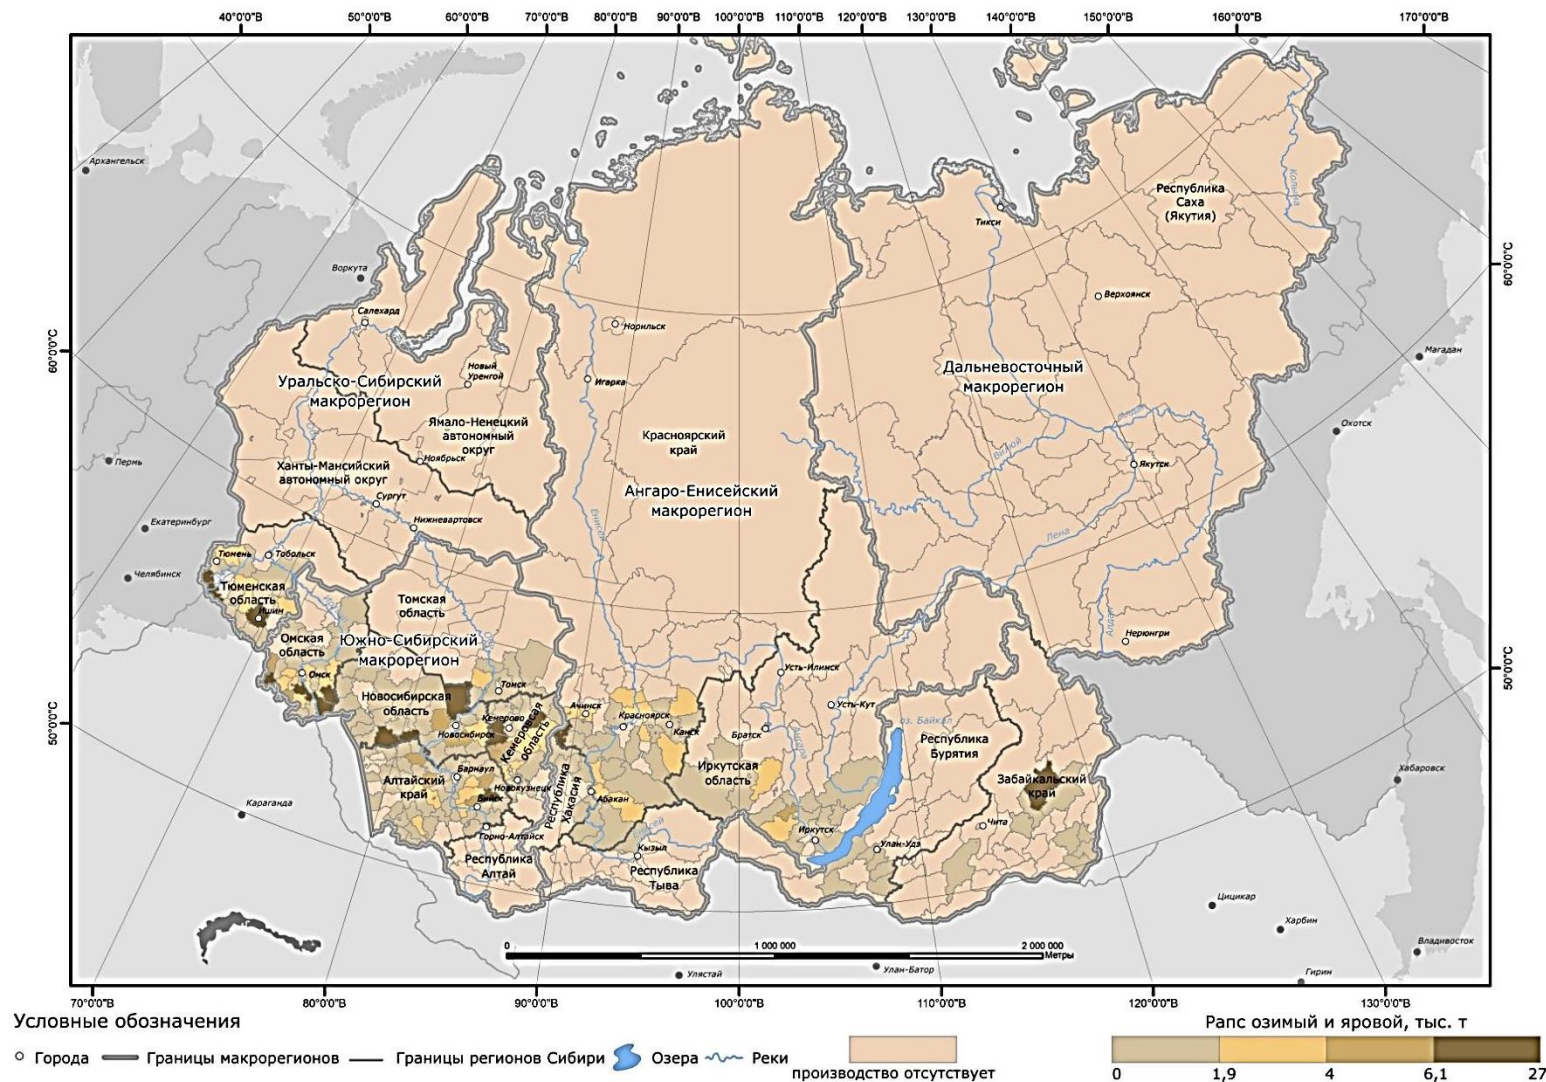 40°0'0"В 50°0'0"В 60°0'0"В 70°0'0"В 80°0'0"В 90°0'0"В 100°0'0"В 110°0'0"В 120°0'0"В 130°0'0"В 140°0'0"В 150°0'0"В 160°0'0"В 170°0'0"В
Архангельск
Колыма
Республика
Саха
(Якутия)
Тикси
60°0'0"С
Воркута
Верхоянск
Салехард
Норильск
60°0'0"С
Магадан
Новый
Уренгой
Уральско-Сибирский
макрорегион
Игарка
Дальневосточный
макрорегион
Ямало-Ненецкий
автономный
округ
Алдан
Охотск
Красноярский
край
Вилюй
Пермь
Ноябрьск
Якутск
Ханты-Мансийский
автономный округ
Ангаро-Енисейский
макрорегион
Сургут
Екатеринбург
Нижневартовск
Енисей
Лена
Тюмень
Тобольск
Челябинск
Тюменская
область
Ишим
Томская
область
Алдан
Нерюнгри
Омская
область
Южно-Сибирский
макрорегион
Усть-Илимск
50°0'0"С
Омск
Томск
Новосибирская
область
Ачинск
Усть-Кут
50°0'0"С
Кемерово
Красноярск
Канск
оз. Байкал
Новосибирск
Кемеровская
область
Братск
Ангара
Республика
Бурятия
Барнаул
Иркутская
область
Хабаровск
Алтайский
край
Новокузнецк
Республика
Хакасия
Забайкальский
край
Бийск
Абакан
Караганда
Чита
Горно-Алтайск
Енисей
Иркутск
Кызыл
Улан-Удэ
Республика
Алтай
Республика
Тыва
Цицикар
Харбин
Владивосток
0 1 000 000 2 000 000
Метры
Улястай
Улан-Батор
Гирин
70°0'0"В 80°0'0"В 90°0'0"В 100°0'0"В 110°0'0"В 120°0'0"В 130°0'0"В
Условные обозначения
Рапс озимый и яровой, тыс. т
Города Границы макрорегионов Границы регионов Сибири Озера Реки
производство отсутствует
0 1,9 4 6,1 27